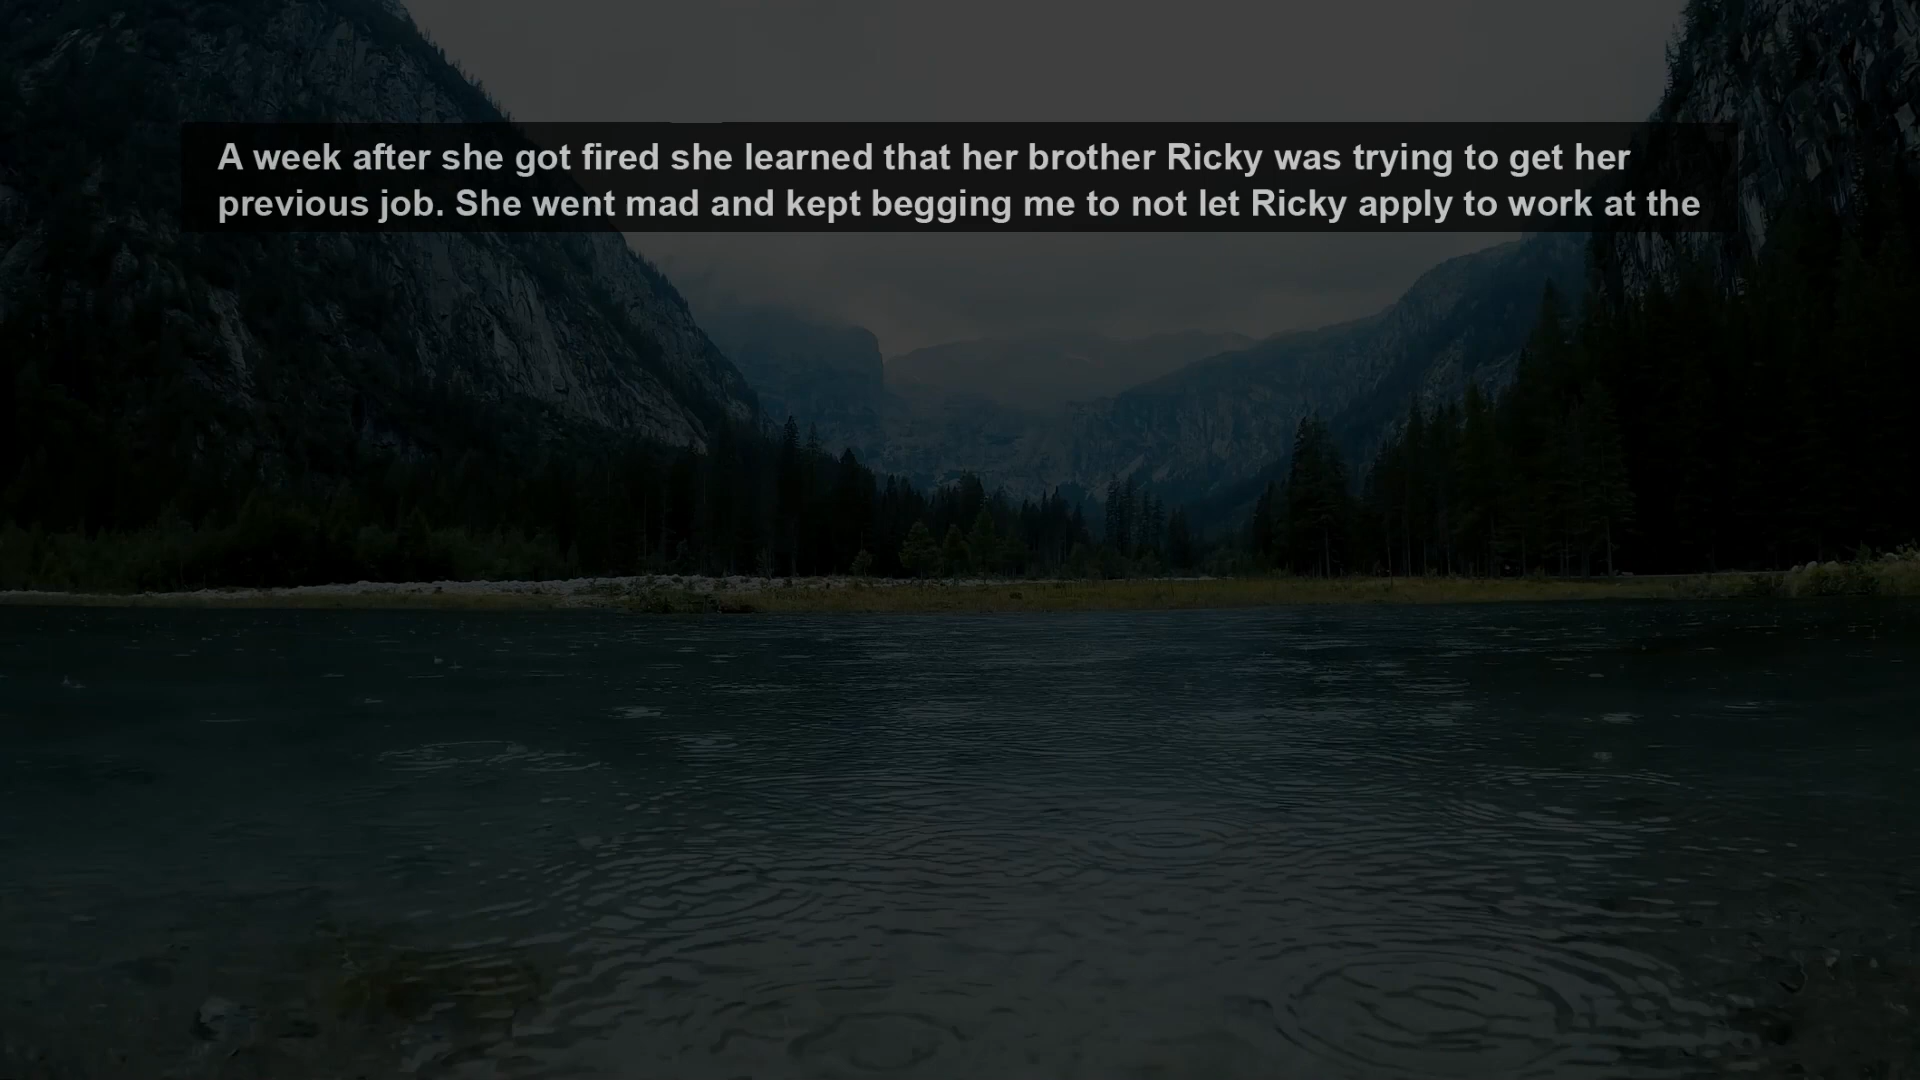 A week after she got fired she learned that her brother Ricky was trying to get her
previous job. She went mad and kept begging me to not let Ricky apply to work at the